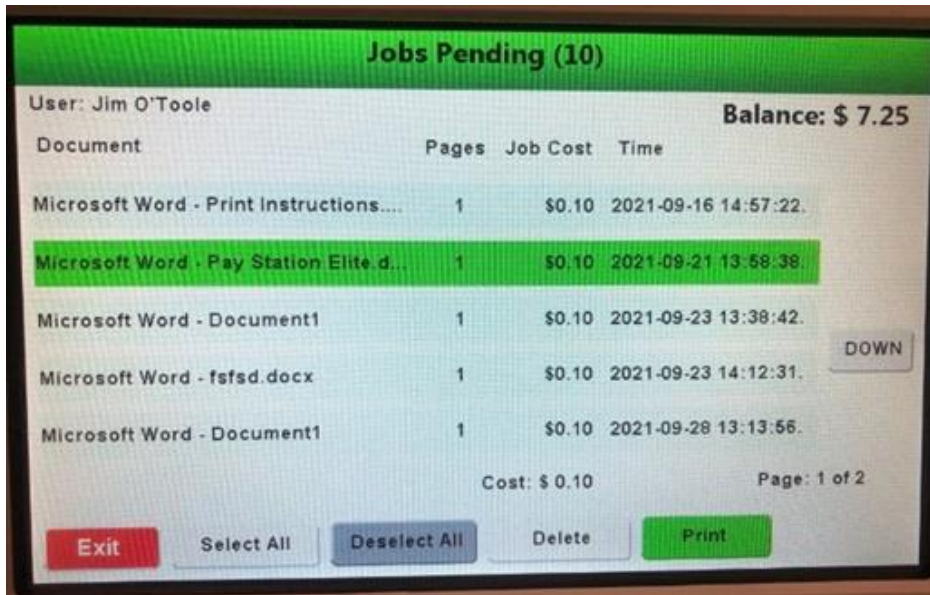 Jobs Pending (10)
User: Jim O'Toole
Balance: $ 7.25
Document Pages Job Cost Time
Microsoft Word - Print Instructions.... 1 $0.10 2021-09-16 14:57:22.
Microsoft Word - Pay Station Elite.d... 1 $0.10 2021-09-21 13:58:38.
Microsoft Word - Document1 1 $0.10 2021-09-23 13:38:42.
DOWN
Microsoft Word - fsfsd.docx 1 $0.10 2021-09-23 14:12:31.
Microsoft Word - Document1 1 $0.10 2021-09-28 13:13:56.
Cost: $ 0.10 Page: 1 of 2
Exit Select All Deselect All Delete Print